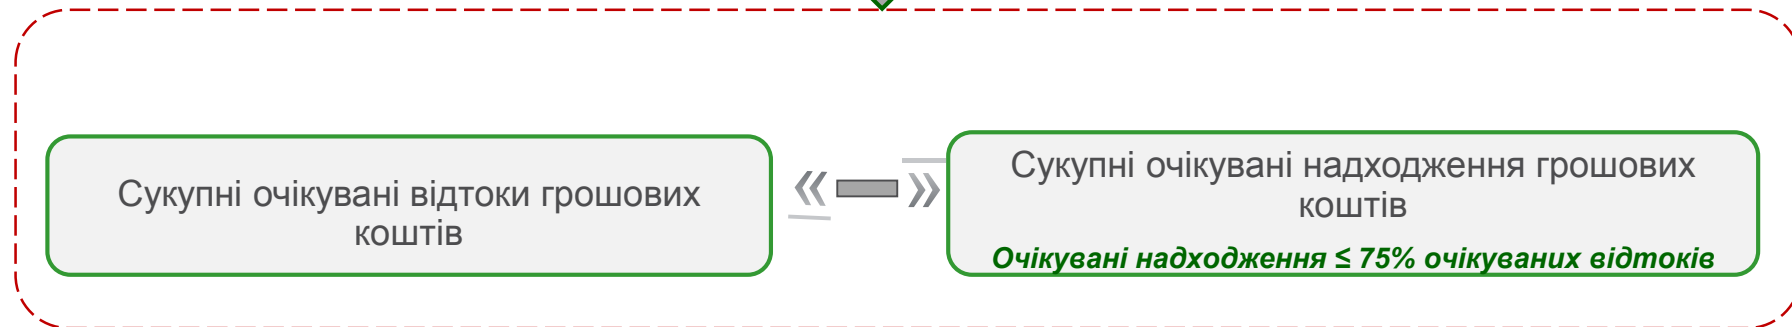 Сукупні очікувані відтоки грошових
коштів
Сукупні очікувані надходження грошових
коштів
Очікувані надходження ≤ 75% очікуваних відтоків